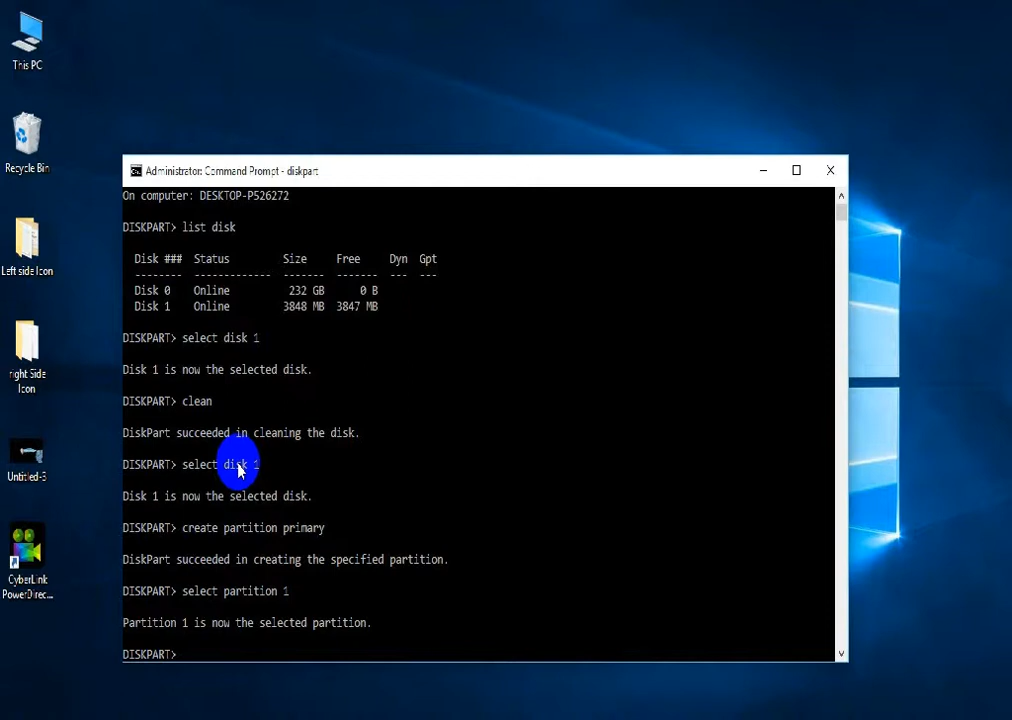 This PC
Recycle Bin
Left side Icon
right Side
Icon
Untitled-3
CyberLink
PowerDirec...
Administrator: Command Prompt - diskpart
On computer: DESKTOP-P526272
DISKPART> list disk
Disk ###  Status         Size     Free     Dyn  Gpt
--------  -------------  -------  -------  ---  ---
Disk 0    Online          232 GB      0 B
Disk 1    Online         3848 MB  3847 MB
DISKPART> select disk 1
Disk 1 is now the selected disk.
DISKPART> clean
DiskPart succeeded in cleaning the disk.
DISKPART> select disk 1
Disk 1 is now the selected disk.
DISKPART> create partition primary
DiskPart succeeded in creating the specified partition.
DISKPART> select partition 1
Partition 1 is now the selected partition.
DISKPART>